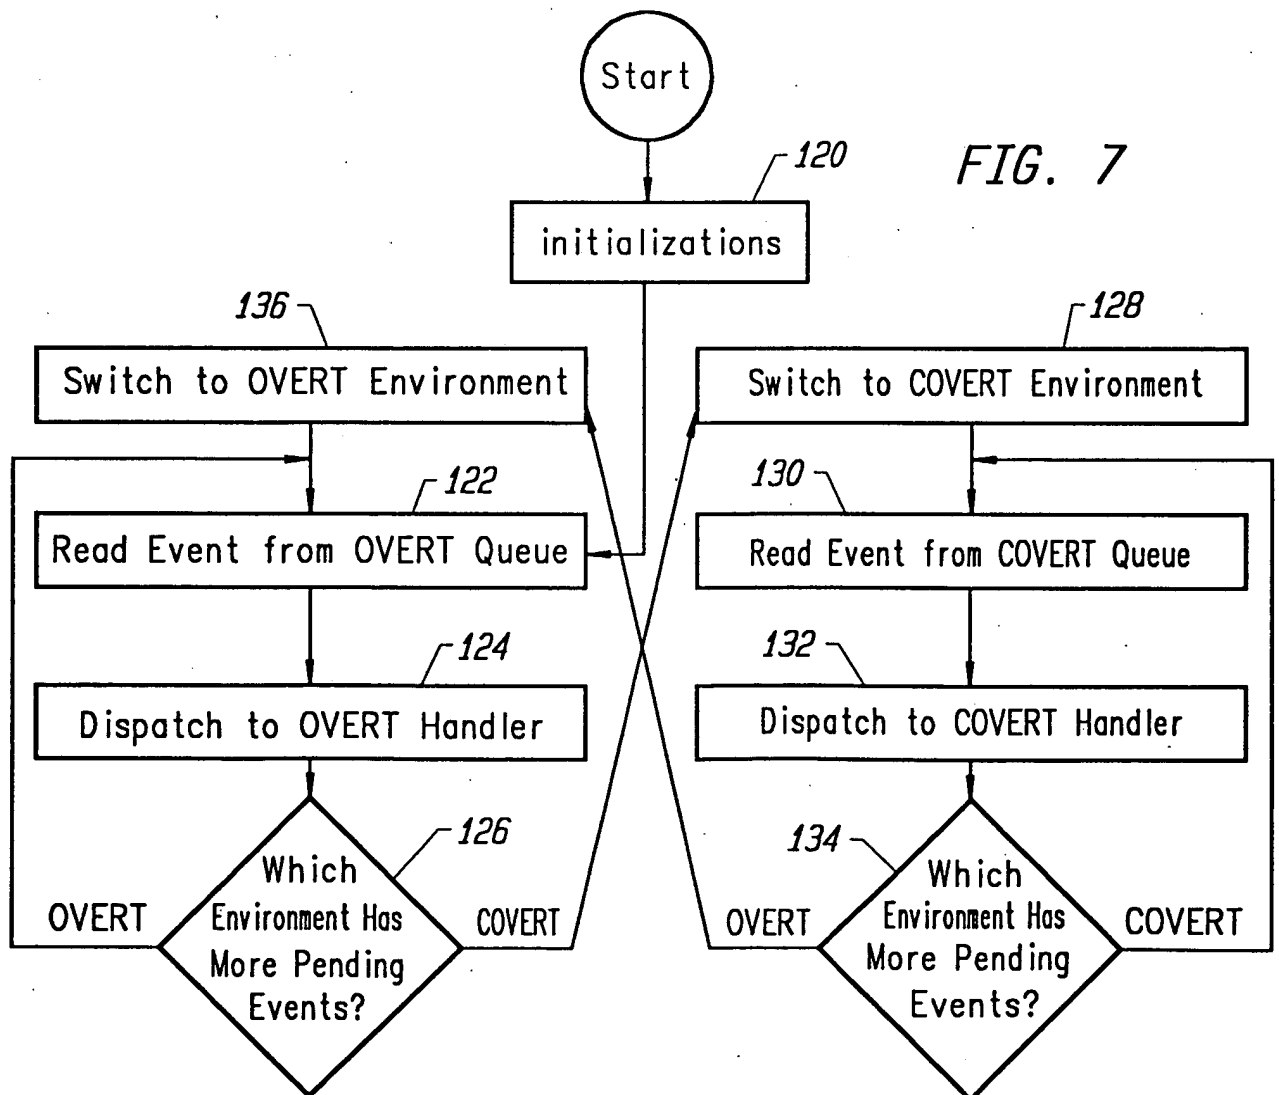 Start
120
FIG. 7
initializations
136
128
Switch to OVERT Environment
Switch to COVERT Environment
122
130
Read Event from OVERT Queue
Read Event from COVERT Queue
124
132
Dispatch to OVERT Handler
Dispatch to COVERT Handler
126
134
Which
Environment Has
More Pending
Events?
OVERT
COVERT
Which
Environment Has
More Pending
Events?
OVERT
COVERT